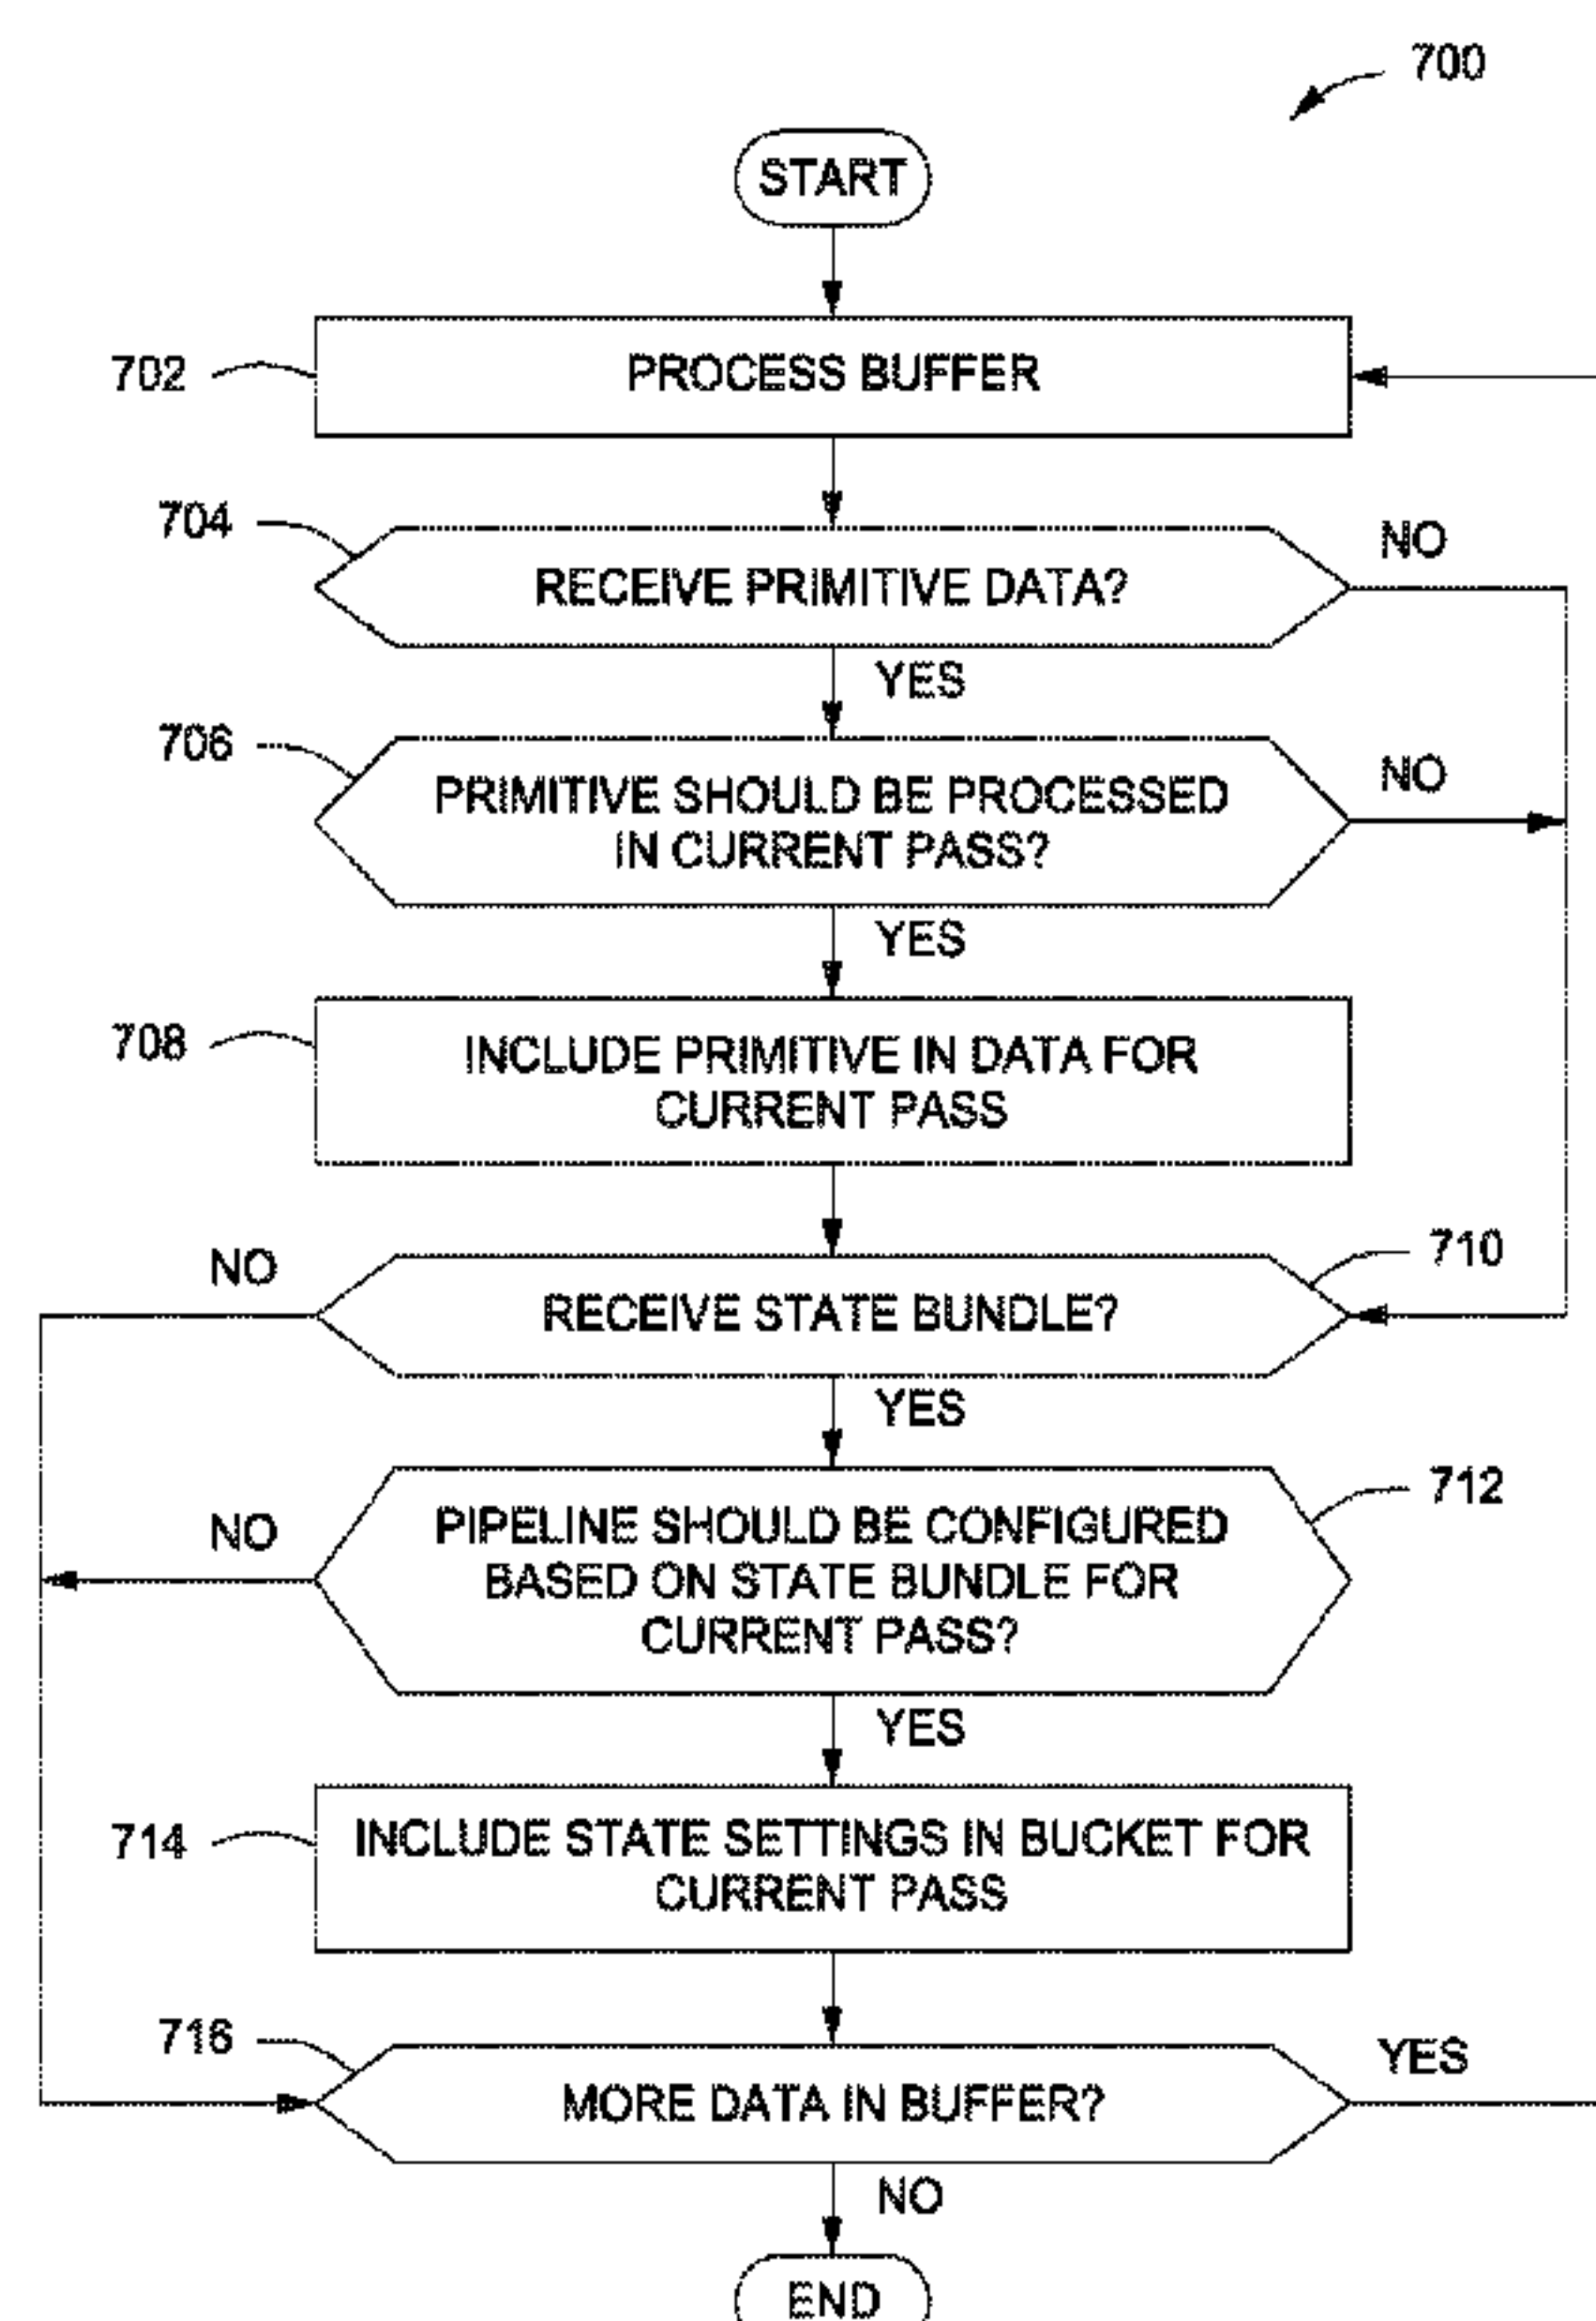 700
START
702
PROCESS BUFFER
704
RECEIVE PRIMITIVE DATA?
NO
YES
706
PRIMITIVE SHOULD BE PROCESSED
IN CURRENT PASS?
NO
YES
708
INCLUDE PRIMITIVE IN DATA FOR
CURRENT PASS
NO
RECEIVE STATE BUNDLE?
710
YES
NO
PIPELINE SHOULD BE CONFIGURED
BASED ON STATE BUNDLE FOR
CURRENT PASS?
712
YES
714
INCLUDE STATE SETTINGS IN BUCKET FOR
CURRENT PASS
716
MORE DATA IN BUFFER?
YES
NO
END